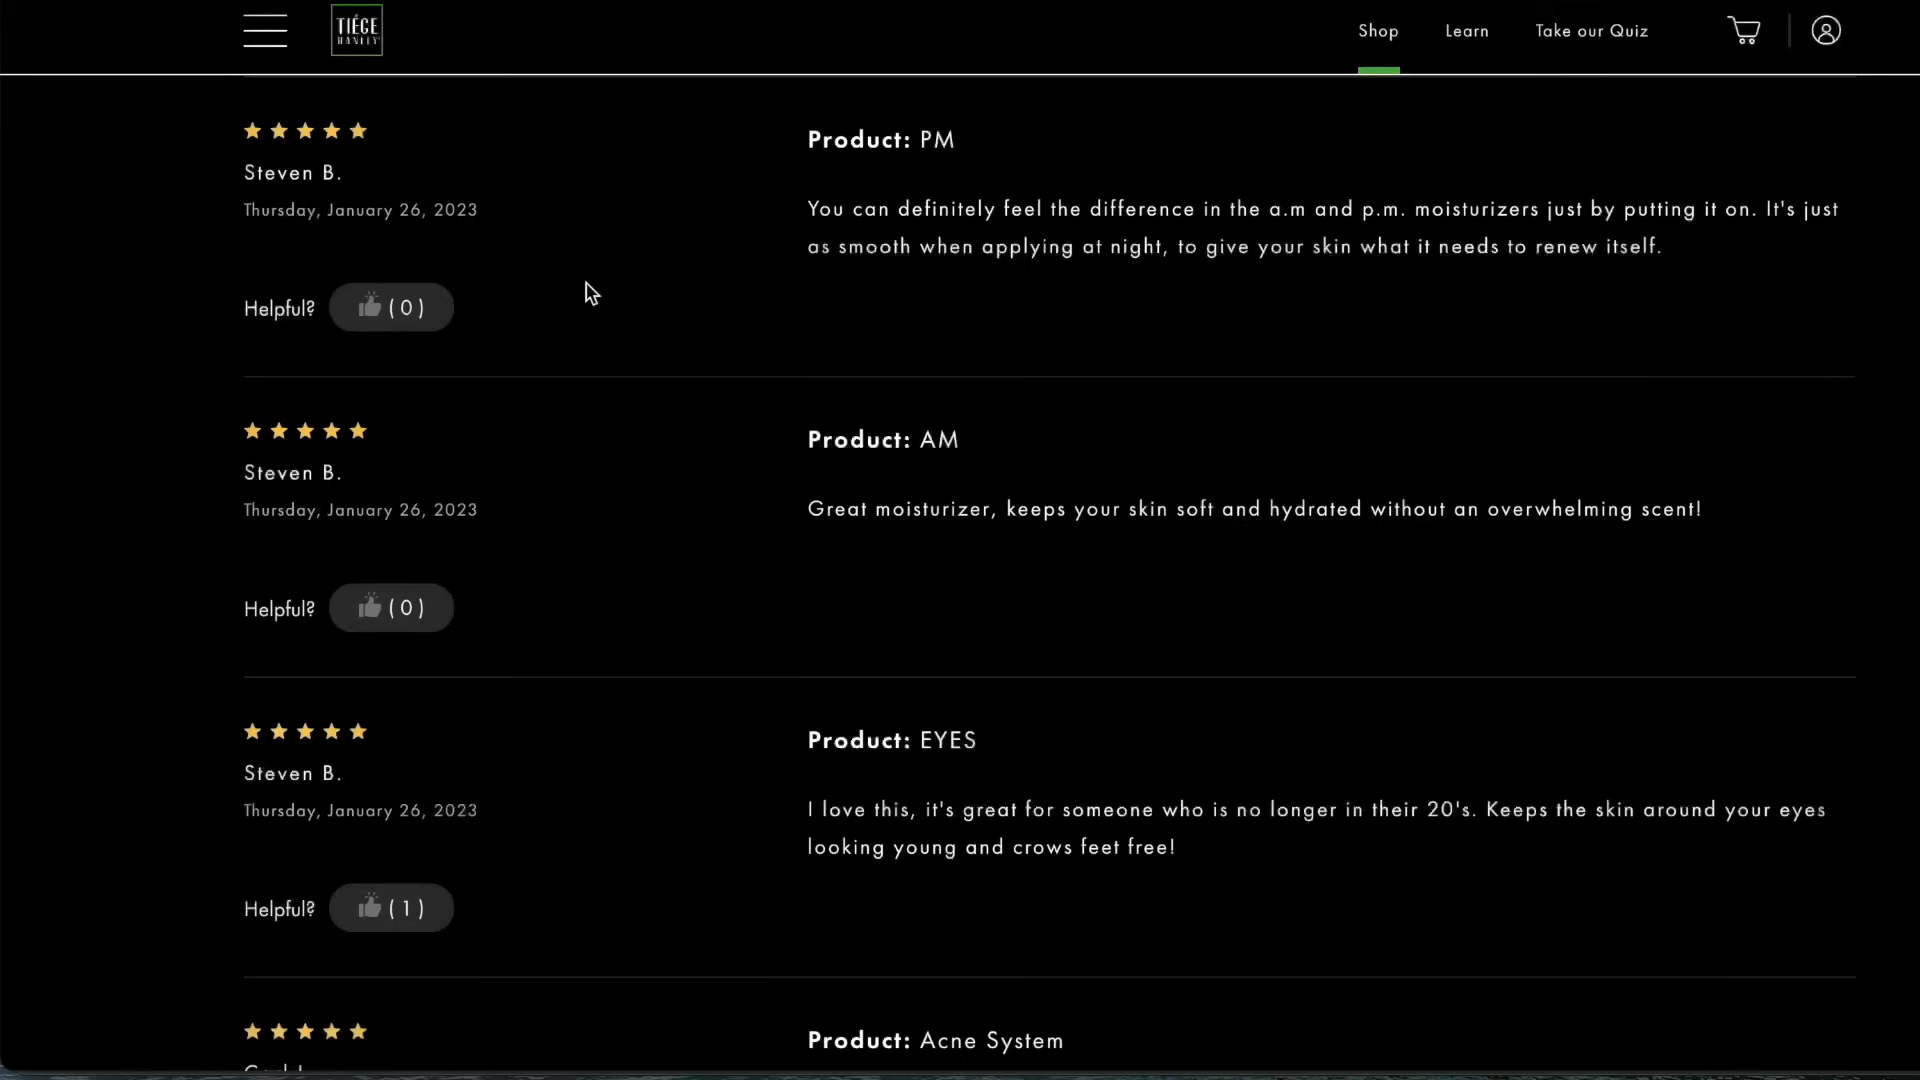 TIÉGE
HANLEY
Shop
Learn
Take our Quiz
Steven B.
Thursday, January 26, 2023
Helpful?
(0)
Product: PM
You can definitely feel the difference in the a.m and p.m. moisturizers just by putting it on. It's just
as smooth when applying at night, to give your skin what it needs to renew itself.
Steven B.
Thursday, January 26, 2023
Helpful?
(0)
Product: AM
Great moisturizer, keeps your skin soft and hydrated without an overwhelming scent!
Steven B.
Thursday, January 26, 2023
Helpful?
(1)
Product: EYES
I love this, it's great for someone who is no longer in their 20's. Keeps the skin around your eyes
looking young and crows feet free!
Product: Acne System